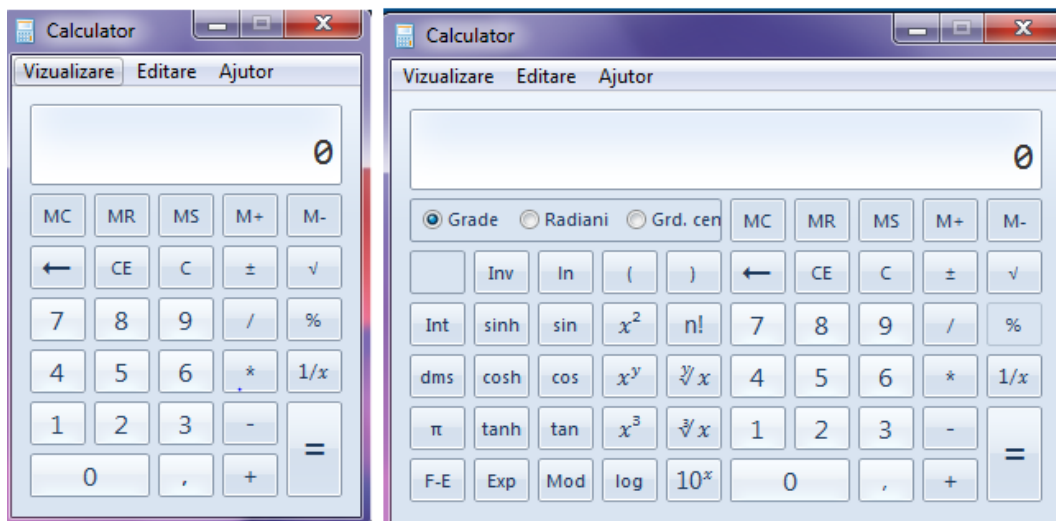 Calculator
Vizualizare Editare Ajutor
0
MC MR MS M+ M-
← CE C ± √
7 8 9 / %
4 5 6 * 1/x
1 2 3 - =
0 , +
Calculator
Vizualizare Editare Ajutor
0
Grade Radiani Grd. cen MC MR MS M+ M-
Inv ln ( ) ← CE C ± √
Int sinh sin x² n! 7 8 9 / %
dms cosh cos xʸ ʸ√x 4 5 6 * 1/x
π tanh tan x³ ³√x 1 2 3 - =
F-E Exp Mod log 10ˣ 0 , +